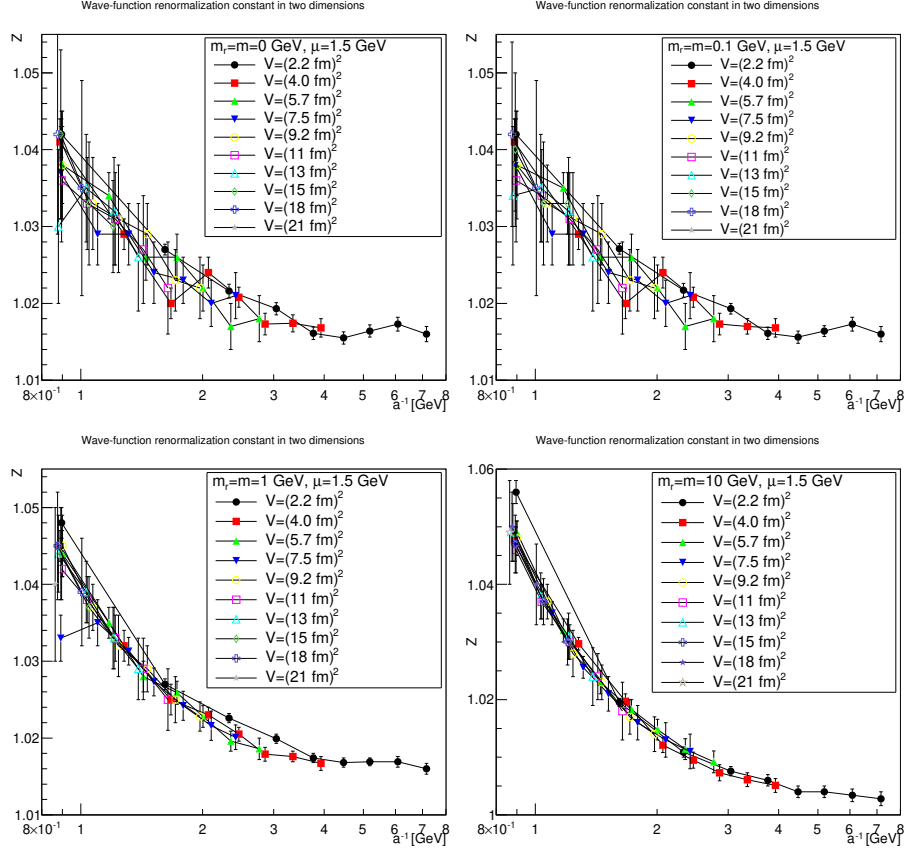 Wave-function renormalization constant in two dimensions
Z
1.05
1.04
1.03
1.02
1.01
m_r=m=0 GeV, μ=1.5 GeV
V=(2.2 fm)²
V=(4.0 fm)²
V=(5.7 fm)²
V=(7.5 fm)²
V=(9.2 fm)²
V=(11 fm)²
V=(13 fm)²
V=(15 fm)²
V=(18 fm)²
V=(21 fm)²
8×10⁻¹ 1 2 3 4 5 6 7 8
a⁻¹ [GeV]
Wave-function renormalization constant in two dimensions
Z
1.05
1.04
1.03
1.02
1.01
m_r=m=0.1 GeV, μ=1.5 GeV
V=(2.2 fm)²
V=(4.0 fm)²
V=(5.7 fm)²
V=(7.5 fm)²
V=(9.2 fm)²
V=(11 fm)²
V=(13 fm)²
V=(15 fm)²
V=(18 fm)²
V=(21 fm)²
8×10⁻¹ 1 2 3 4 5 6 7 8
a⁻¹ [GeV]
Wave-function renormalization constant in two dimensions
Z
1.05
1.04
1.03
1.02
1.01
m_r=m=1 GeV, μ=1.5 GeV
V=(2.2 fm)²
V=(4.0 fm)²
V=(5.7 fm)²
V=(7.5 fm)²
V=(9.2 fm)²
V=(11 fm)²
V=(13 fm)²
V=(15 fm)²
V=(18 fm)²
V=(21 fm)²
8×10⁻¹ 1 2 3 4 5 6 7 8
a⁻¹ [GeV]
Wave-function renormalization constant in two dimensions
Z
1.06
1.04
1.02
1
m_r=m=10 GeV, μ=1.5 GeV
V=(2.2 fm)²
V=(4.0 fm)²
V=(5.7 fm)²
V=(7.5 fm)²
V=(9.2 fm)²
V=(11 fm)²
V=(13 fm)²
V=(15 fm)²
V=(18 fm)²
V=(21 fm)²
8×10⁻¹ 1 2 3 4 5 6 7 8
a⁻¹ [GeV]